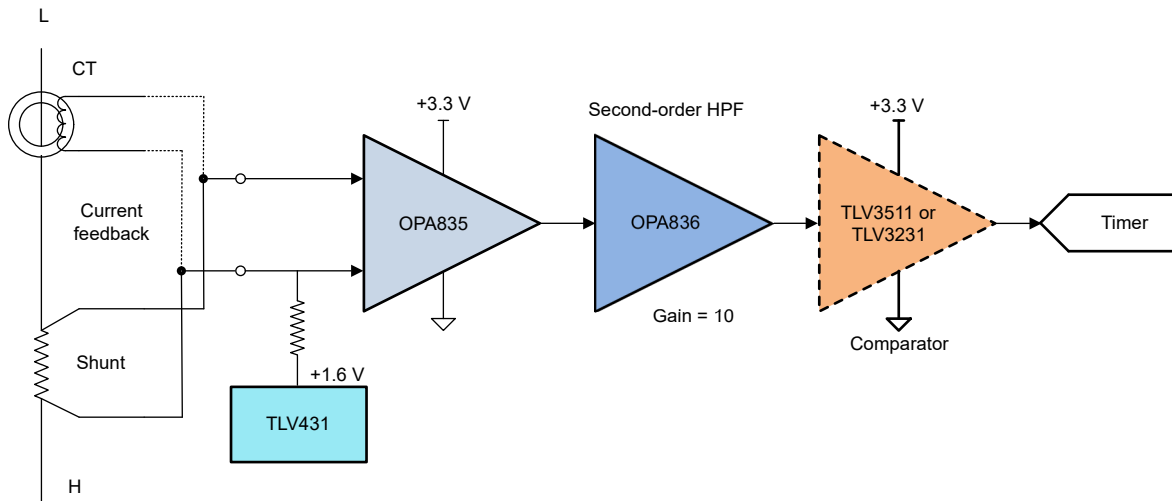 L
CT
+3.3 V
Second-order HPF
+3.3 V
Current
feedback
OPA835
OPA836
TLV3511 or
TLV3231
Timer
Gain = 10
Comparator
Shunt
+1.6 V
TLV431
H